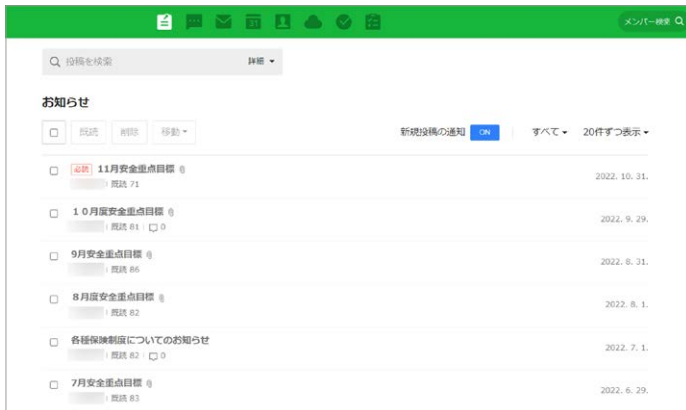 31
メンバー検索
投稿を検索 詳細
お知らせ
既読 削除 移動 新規投稿の通知 ON すべて 20件ずつ表示
必読 11月安全重点目標 2022. 10. 31.
既読 71
10月度安全重点目標 2022. 9. 29.
既読 81 0
9月安全重点目標 2022. 8. 31.
既読 86
8月度安全重点目標 2022. 8. 1.
既読 82
各種保険制度についてのお知らせ 2022. 7. 1.
既読 82 0
7月安全重点目標 2022. 6. 29.
既読 83